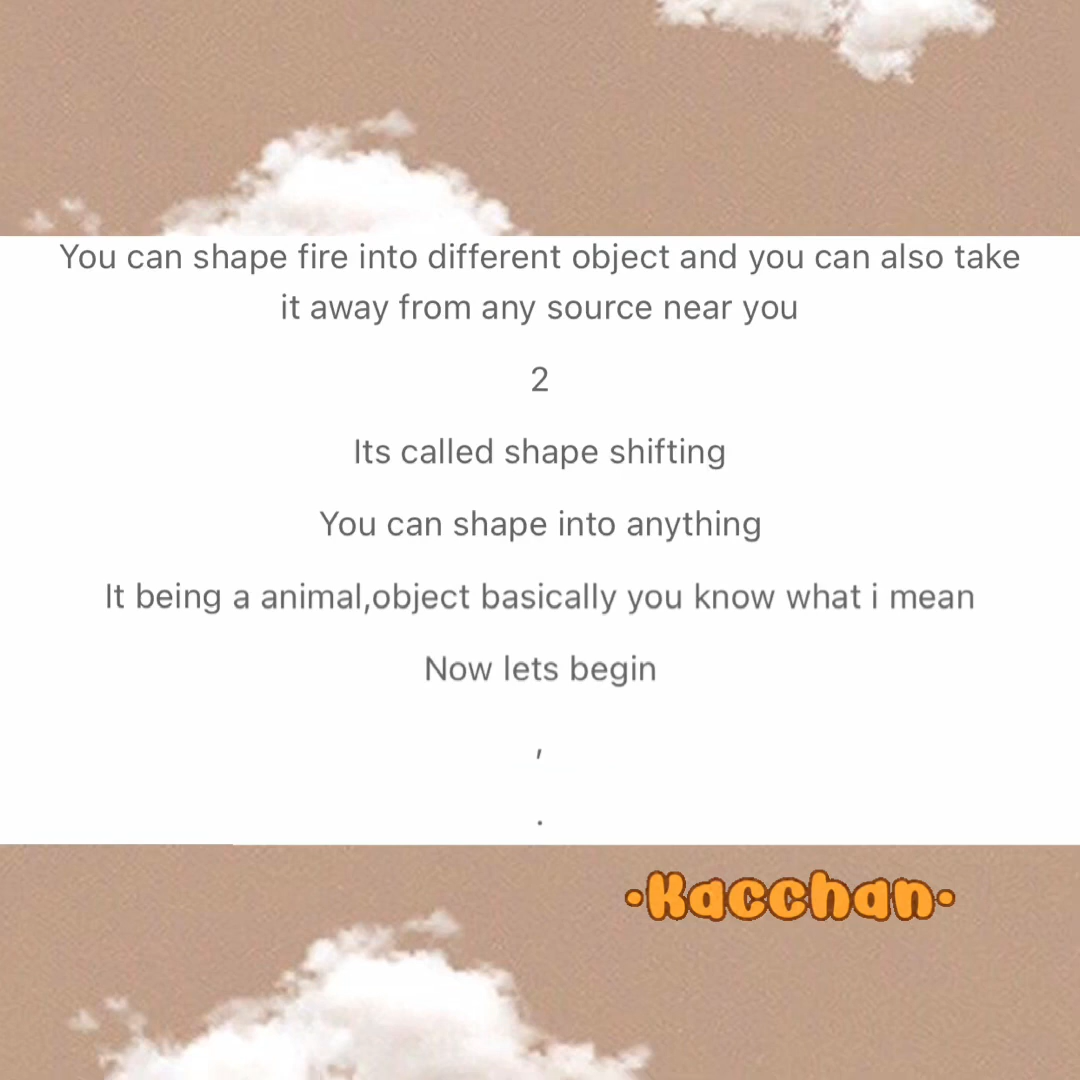 You can shape fire into different object and you can also take
it away from any source near you
2
Its called shape shifting
You can shape into anything
It being a animal,object basically you know what i mean
Now lets begin
,
.
•Kacchan•